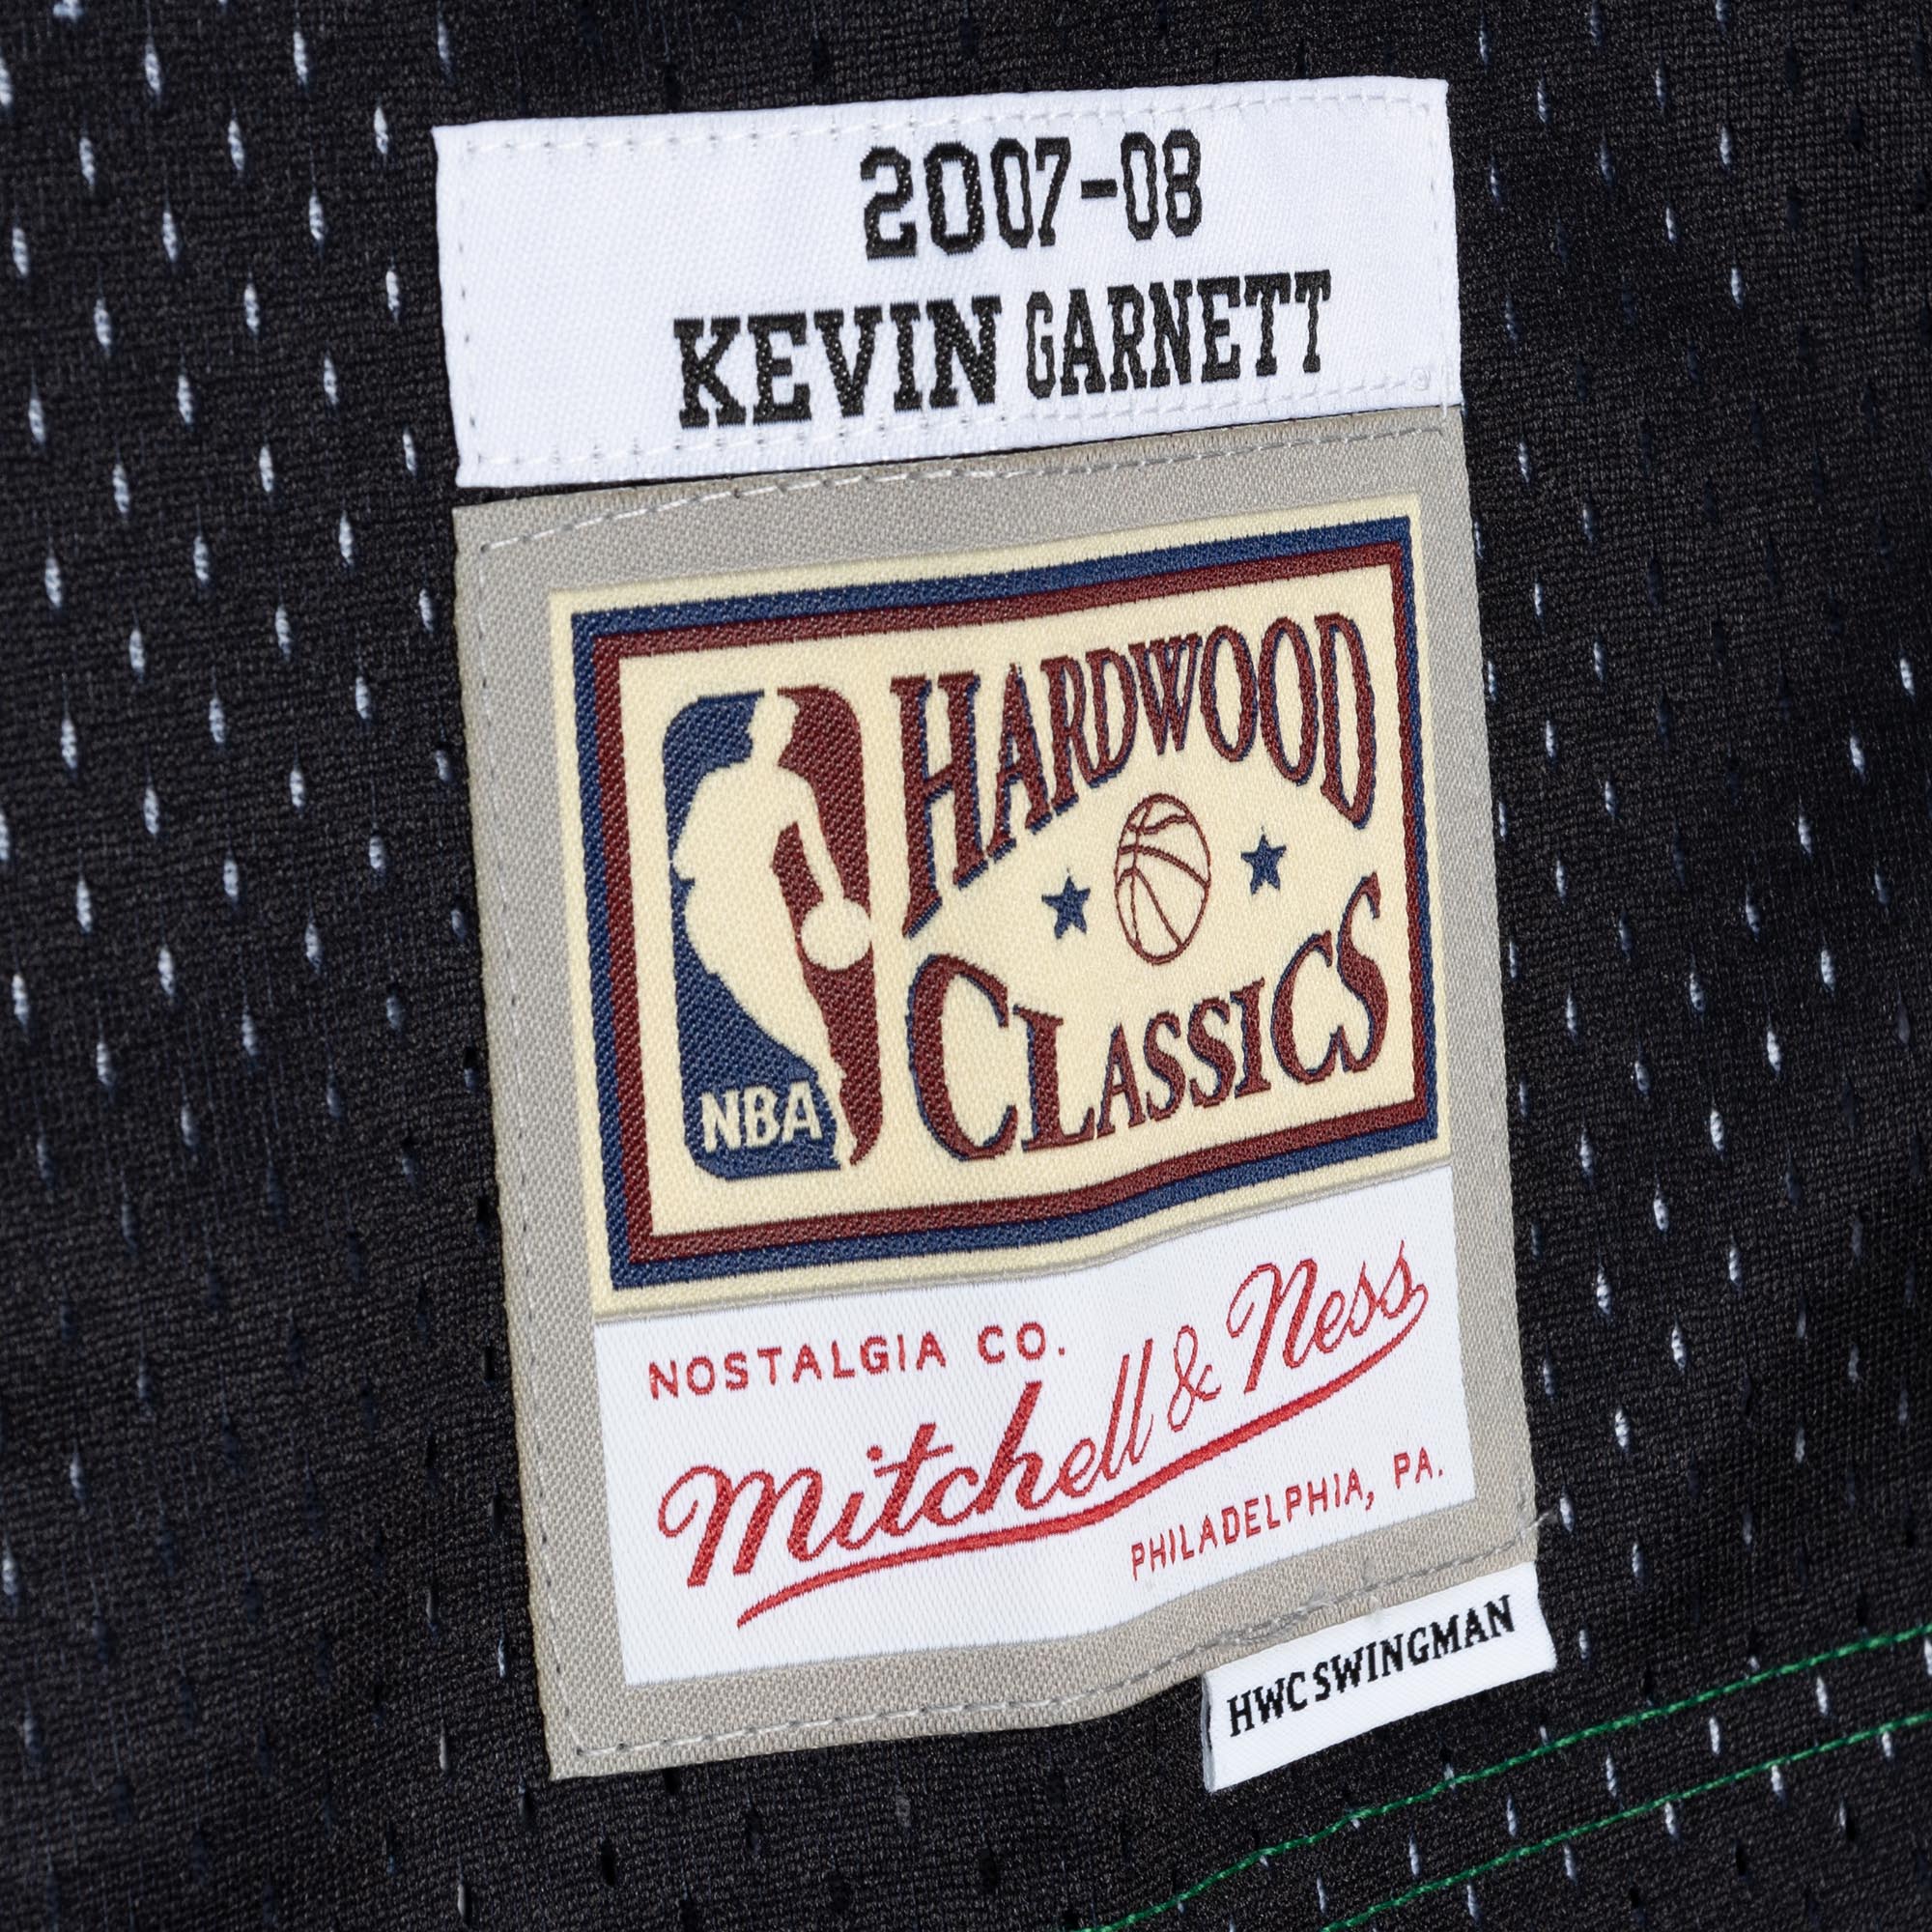 2007-08
KEVIN GARNETT
HARDWOOD
CLASSICS
NBA
NOSTALGIA CO.
Mitchell & Ness
PHILADELPHIA, PA.
HWC SWINGMAN